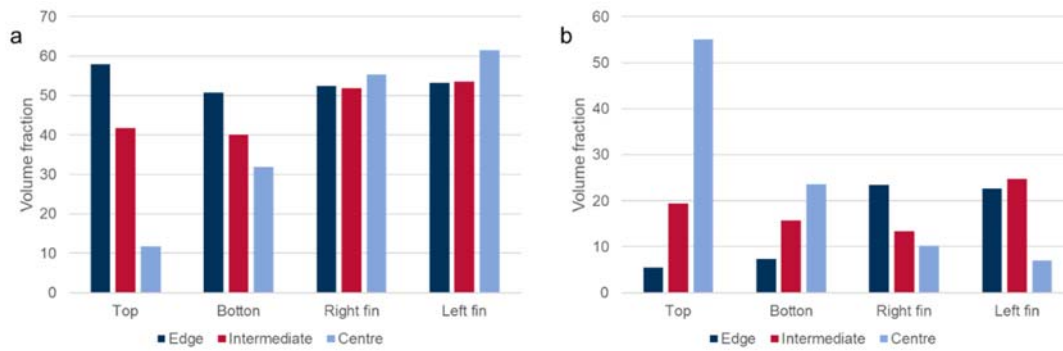 a
Volume fraction
70
60
50
40
30
20
10
0
Top Botton Right fin Left fin
Edge Intermediate Centre
b
Volume fraction
60
50
40
30
20
10
0
Top Botton Right fin Left fin
Edge Intermediate Centre